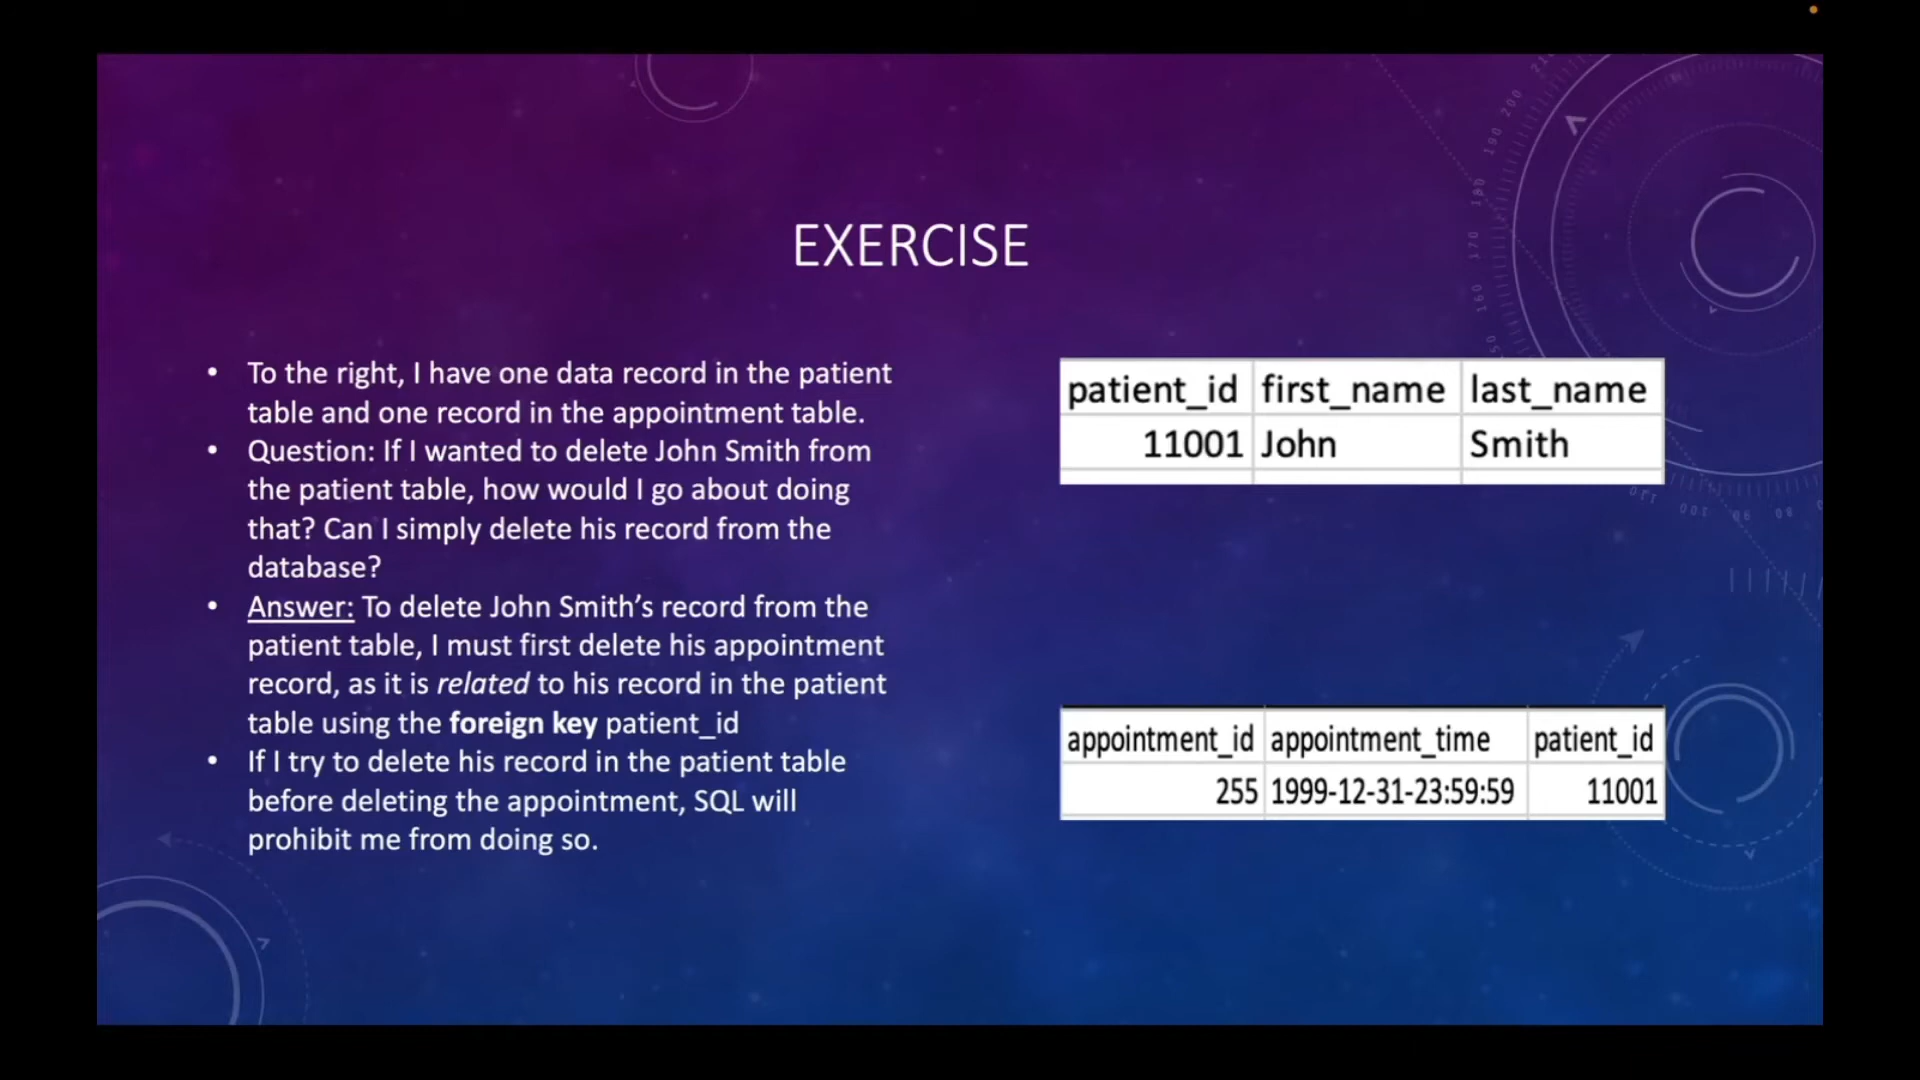 EXERCISE
• To the right, I have one data record in the patient
table and one record in the appointment table.
• Question: If I wanted to delete John Smith from
the patient table, how would I go about doing
that? Can I simply delete his record from the
database?
• Answer: To delete John Smith’s record from the
patient table, I must first delete his appointment
record, as it is related to his record in the patient
table using the foreign key patient_id
• If I try to delete his record in the patient table
before deleting the appointment, SQL will
prohibit me from doing so.
patient_id first_name last_name
11001 John Smith
appointment_id appointment_time patient_id
255 1999-12-31-23:59:59 11001
210
200
190
180
170
160